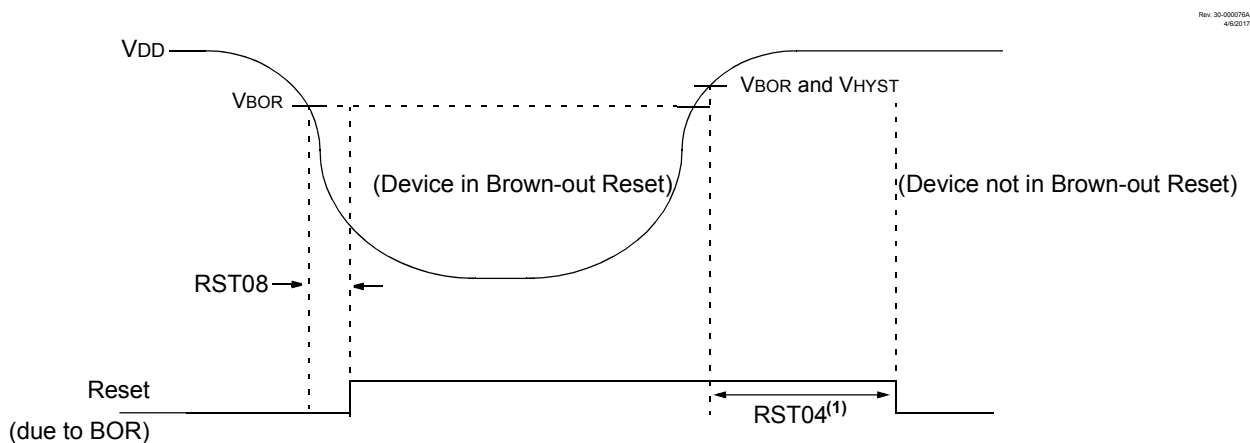 Rev. 30-000076A
4/6/2017
VDD
VBOR
VBOR and VHYST
(Device in Brown-out Reset)
(Device not in Brown-out Reset)
RST08
Reset
(due to BOR)
RST04(1)